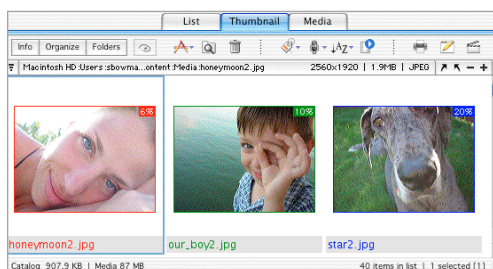 List Thumbnail Media
Info Organize Folders
Macintosh HD:Users:sbowma...ontent:Media:honeymoon2.jpg 2560x1920 | 1.9MB | JPEG
6% 10% 20%
honeymoon2.jpg our_boy2.jpg star2.jpg
Catalog 907.9 KB | Media 87 MB 40 items in list | 1 selected [1]